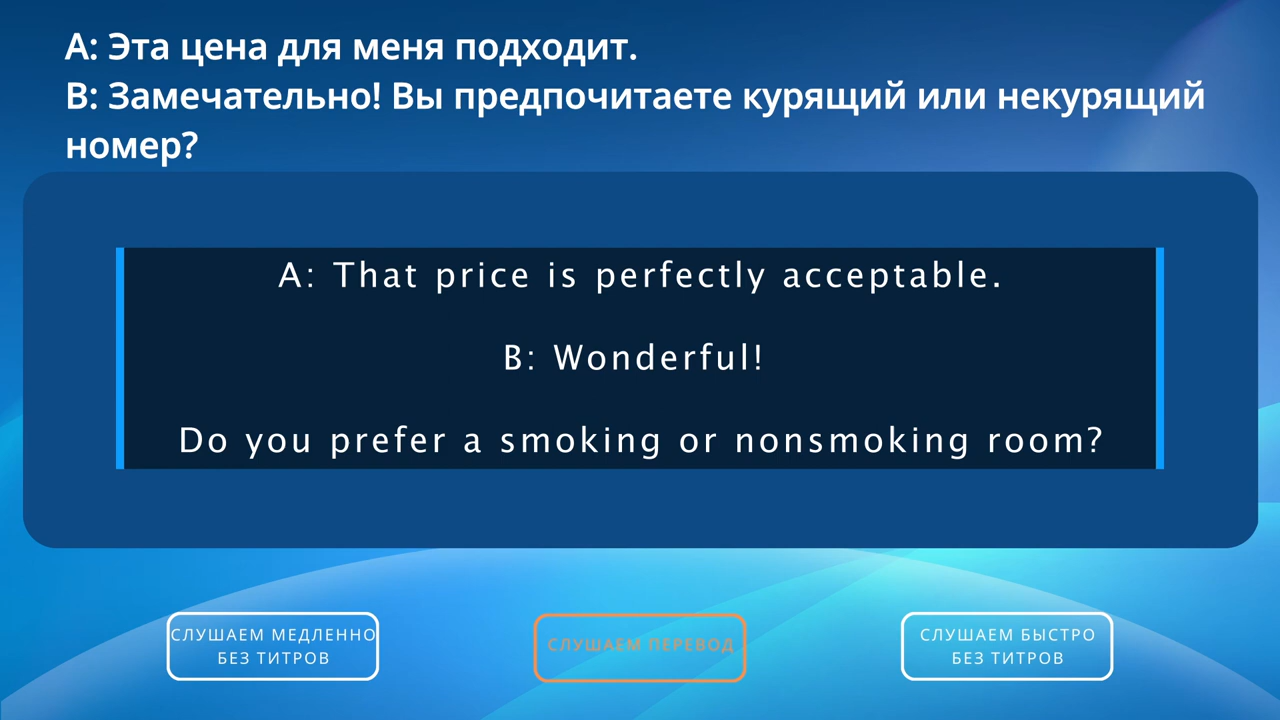 A: Эта цена для меня подходит.
B: Замечательно! Вы предпочитаете курящий или некурящий
номер?
A: That price is perfectly acceptable.
B: Wonderful!
Do you prefer a smoking or nonsmoking room?
СЛУШАЕМ МЕДЛЕННО
БЕЗ ТИТРОВ
СЛУШАЕМ ПЕРЕВОД
СЛУШАЕМ БЫСТРО
БЕЗ ТИТРОВ